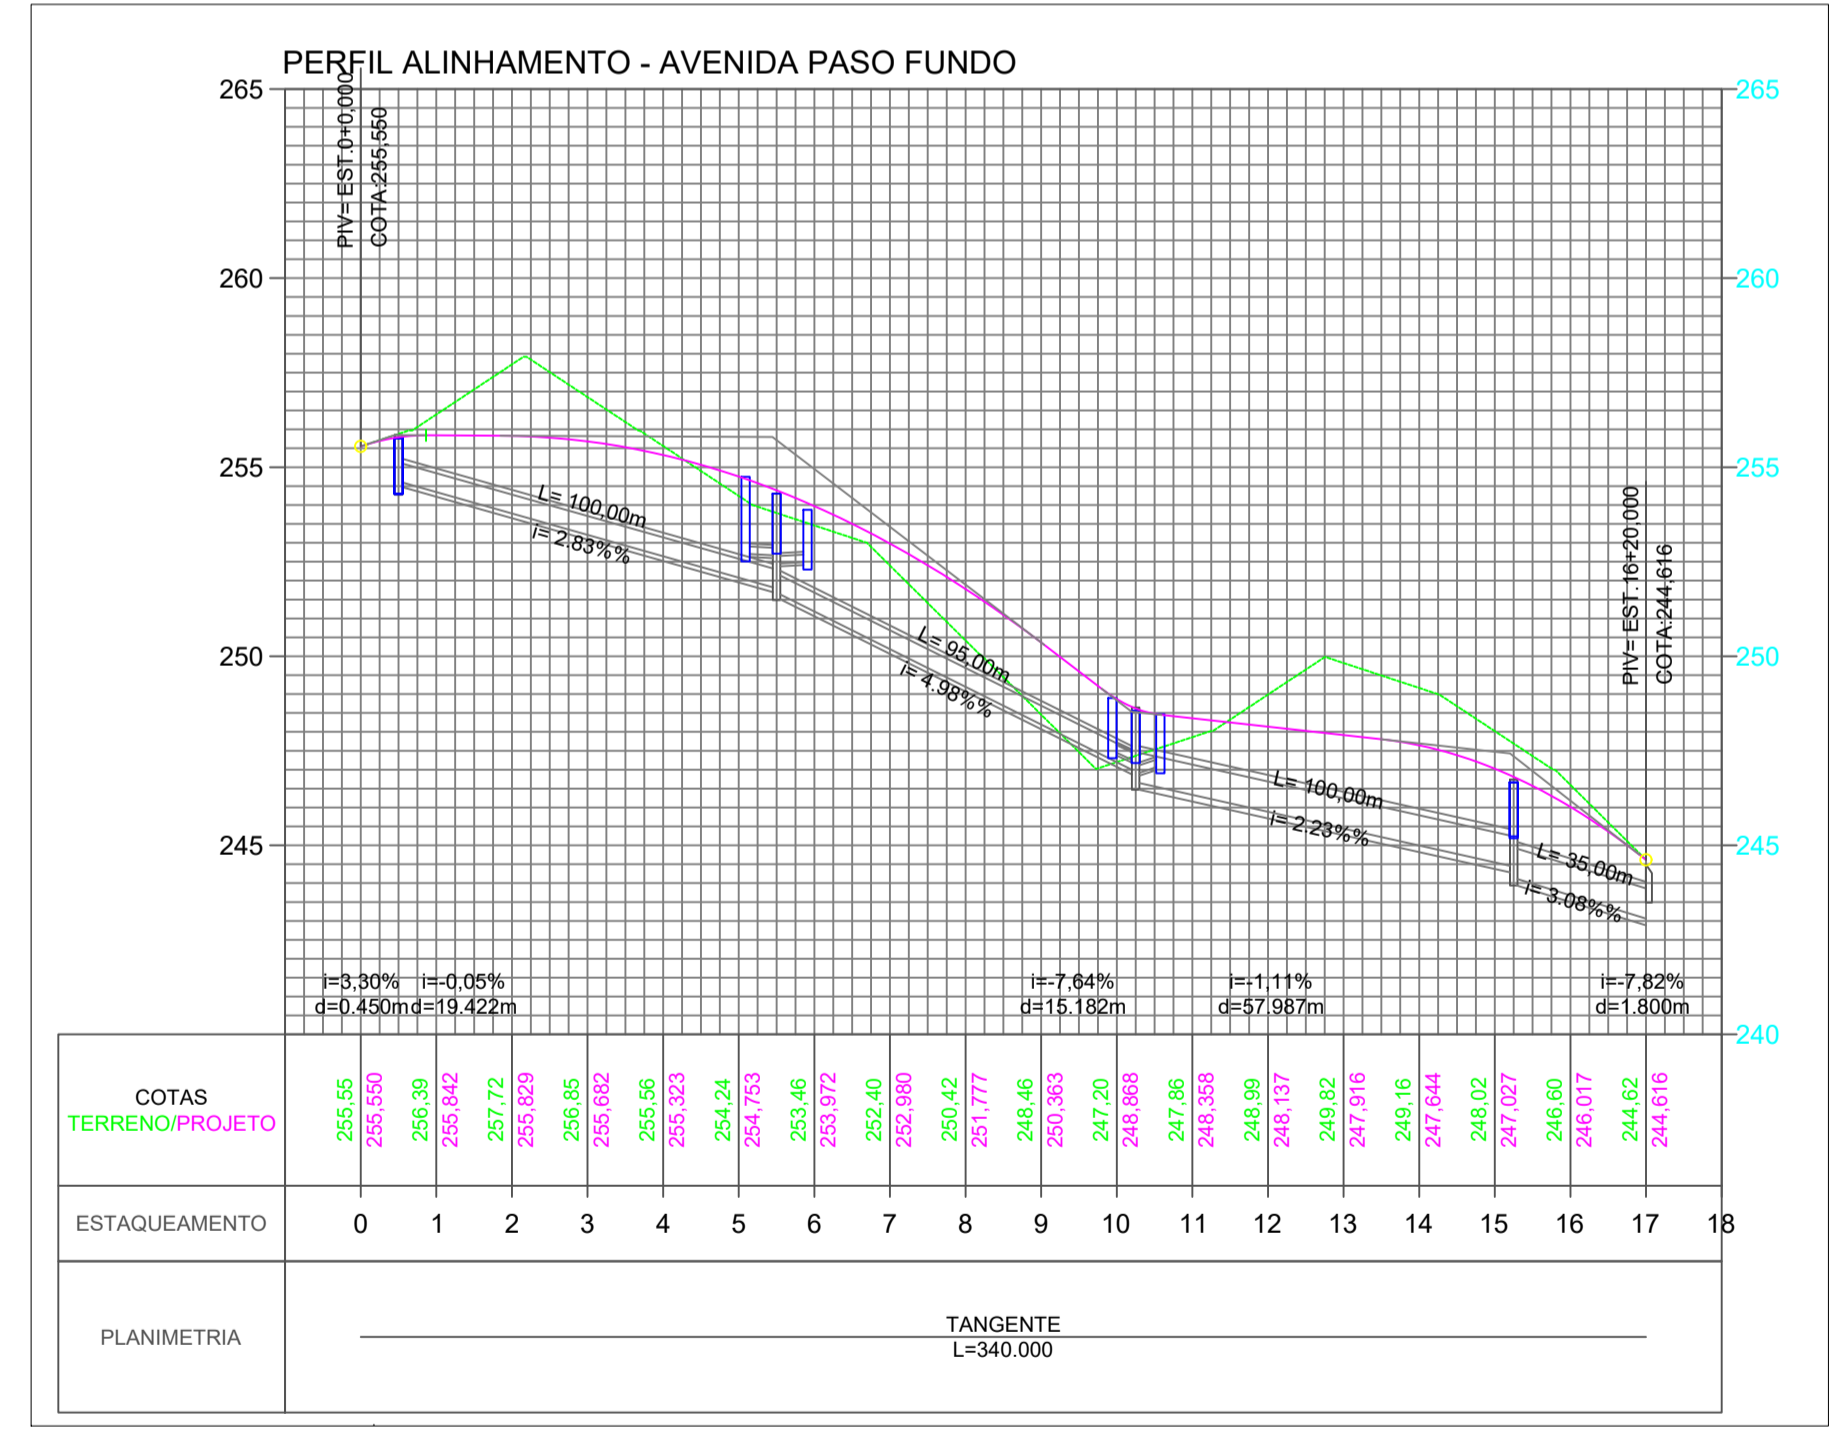 PERFIL ALINHAMENTO - AVENIDA PASO FUNDO
265
260
255
250
245
265
260
255
250
245
240
PIV= EST.0+0,000
COTA:255,550
PIV= EST.16+20,000
COTA:244,616
L= 100,00m
i= 2.83%%
L= 95,00m
i= 4.98%%
L= 100,00m
i= 2.23%%
L= 35,00m
i= 3.08%%
i=3,30%
d=0.450m
i=-0,05%
d=19.422m
i=-7,64%
d=15.182m
i=-1,11%
d=57.987m
i=-7,82%
d=1.800m
COTAS
TERRENO/PROJETO
255,55
255,550
256,39
255,842
257,72
255,829
256,85
255,682
255,56
255,323
254,24
254,753
253,46
253,972
252,40
252,980
250,42
251,777
248,46
250,363
247,20
248,868
247,86
248,358
248,99
248,137
249,82
247,916
249,16
247,644
248,02
247,027
246,60
246,017
244,62
244,616
ESTAQUEAMENTO
0 1 2 3 4 5 6 7 8 9 10 11 12 13 14 15 16 17 18
PLANIMETRIA
TANGENTE
L=340.000